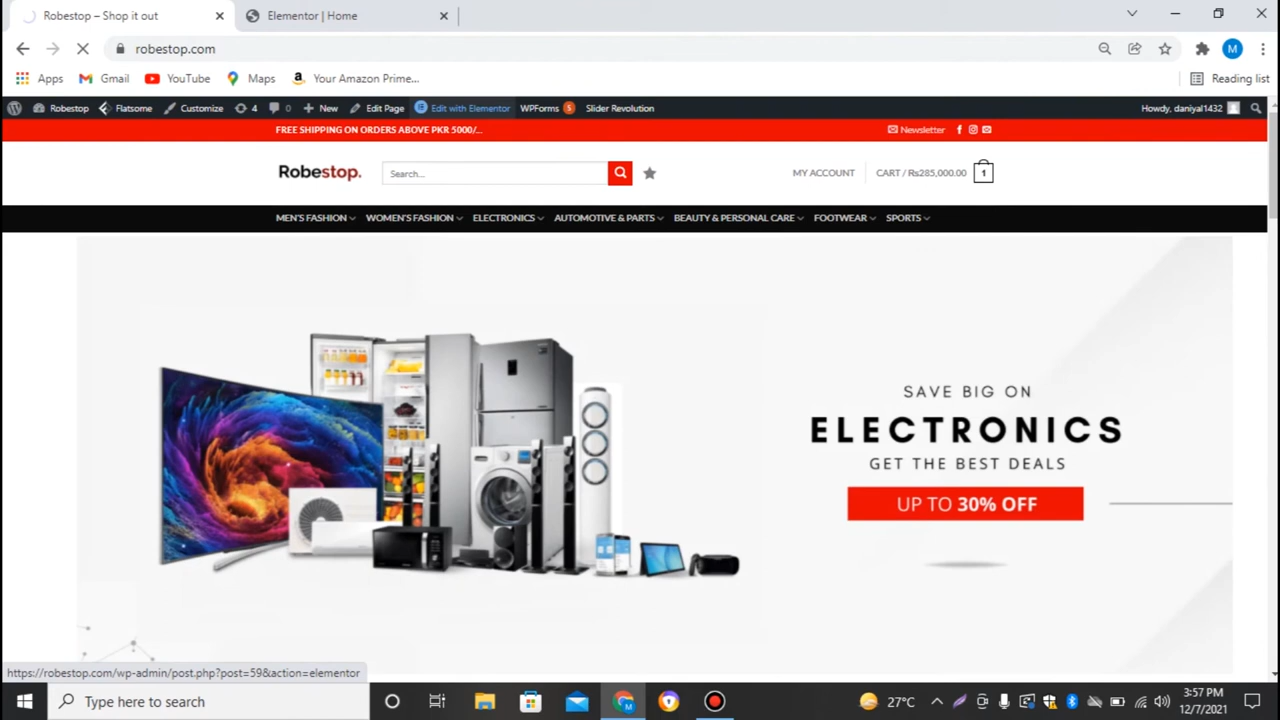 Robestop – Shop it out
Elementor | Home
robestop.com
M
Apps
Gmail
YouTube
Maps
Your Amazon Prime...
Reading list
Robestop
Flatsome
Customize
4
0
New
Edit Page
Edit with Elementor
WPForms 5
Slider Revolution
Howdy, daniyal1432
FREE SHIPPING ON ORDERS ABOVE PKR 5000/...
Newsletter
Robestop.
Search...
MY ACCOUNT
CART / ₨285,000.00
1
MEN'S FASHION
WOMEN'S FASHION
ELECTRONICS
AUTOMOTIVE & PARTS
BEAUTY & PERSONAL CARE
FOOTWEAR
SPORTS
SAVE BIG ON
ELECTRONICS
GET THE BEST DEALS
UP TO 30% OFF
https://robestop.com/wp-admin/post.php?post=59&action=elementor
Type here to search
27°C
3:57 PM
12/7/2021